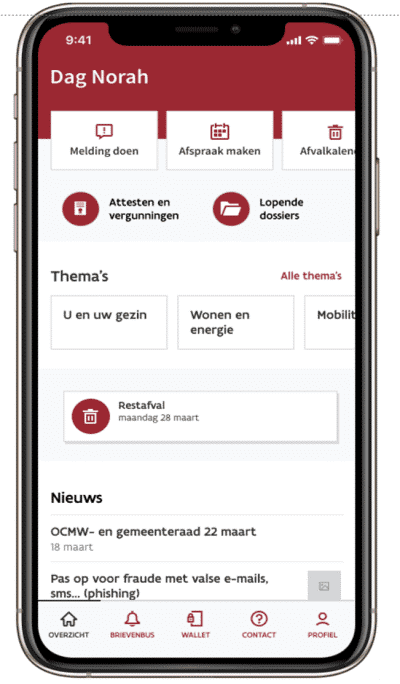 9:41
Dag Norah
Melding doen
Afspraak maken
Afvalkalen
Attesten en
vergunningen
Lopende
dossiers
Thema's
Alle thema's
U en uw gezin
Wonen en
energie
Mobilit
Restafval
maandag 28 maart
Nieuws
OCMW- en gemeenteraad 22 maart
18 maart
Pas op voor fraude met valse e-mails,
sms... (phishing)
OVERZICHT
BRIEVENBUS
WALLET
CONTACT
PROFIEL